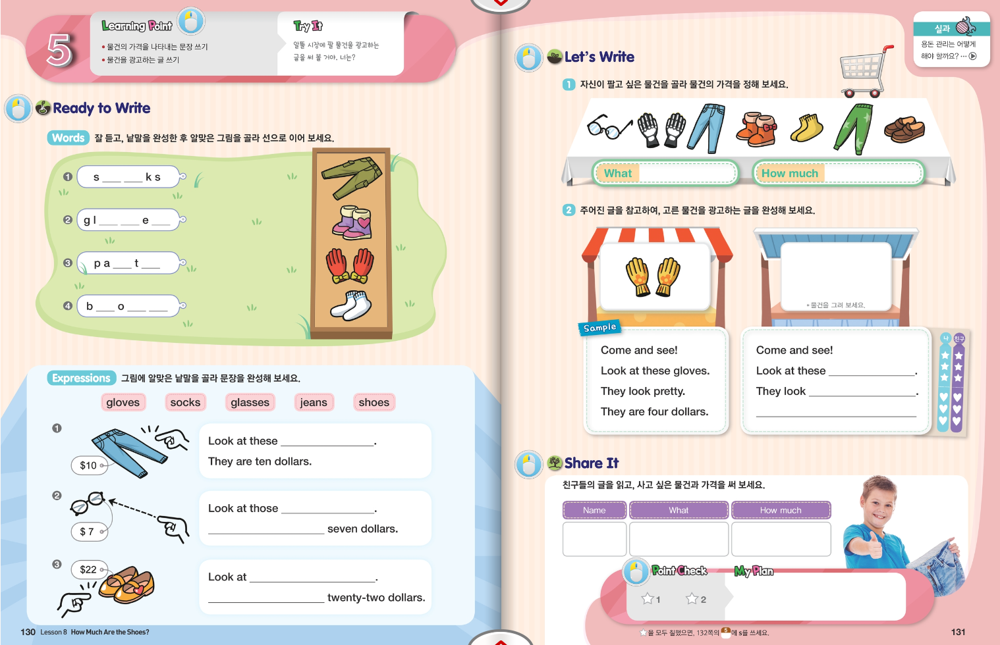 5
Learning Point
• 물건의 가격을 나타내는 문장 쓰기
• 물건을 광고하는 글 쓰기
Try It
알뜰 시장에 팔 물건을 광고하는
글을 써 볼 거야. 너는?
Ready to Write
Words 잘 듣고, 낱말을 완성한 후 알맞은 그림을 골라 선으로 이어 보세요.
1 s ___ ___ k s
2 g l ___ ___ e ___
3 p a ___ t ___
4 b ___ o ___ ___
Expressions 그림에 알맞은 낱말을 골라 문장을 완성해 보세요.
gloves socks glasses jeans shoes
1
$10
Look at these _______________.
They are ten dollars.
2
$ 7
Look at those _______________.
___________________ seven dollars.
3
$22
Look at ____________________.
___________________ twenty-two dollars.
130 Lesson 8 How Much Are the Shoes?
실과
용돈 관리는 어떻게
해야 할까요? ···
Let's Write
1 자신이 팔고 싶은 물건을 골라 물건의 가격을 정해 보세요.
What
How much
2 주어진 글을 참고하여, 고른 물건을 광고하는 글을 완성해 보세요.
* 물건을 그려 보세요.
Sample
Come and see!
Look at these gloves.
They look pretty.
They are four dollars.
Come and see!
Look at these ______________.
They look _________________.
__________________________
나 친구
Share It
친구들의 글을 읽고, 사고 싶은 물건과 가격을 써 보세요.
Name What How much
Point Check
☆1 ☆2
My Plan
☆을 모두 칠했으면, 132쪽의 5에 s를 쓰세요.
131